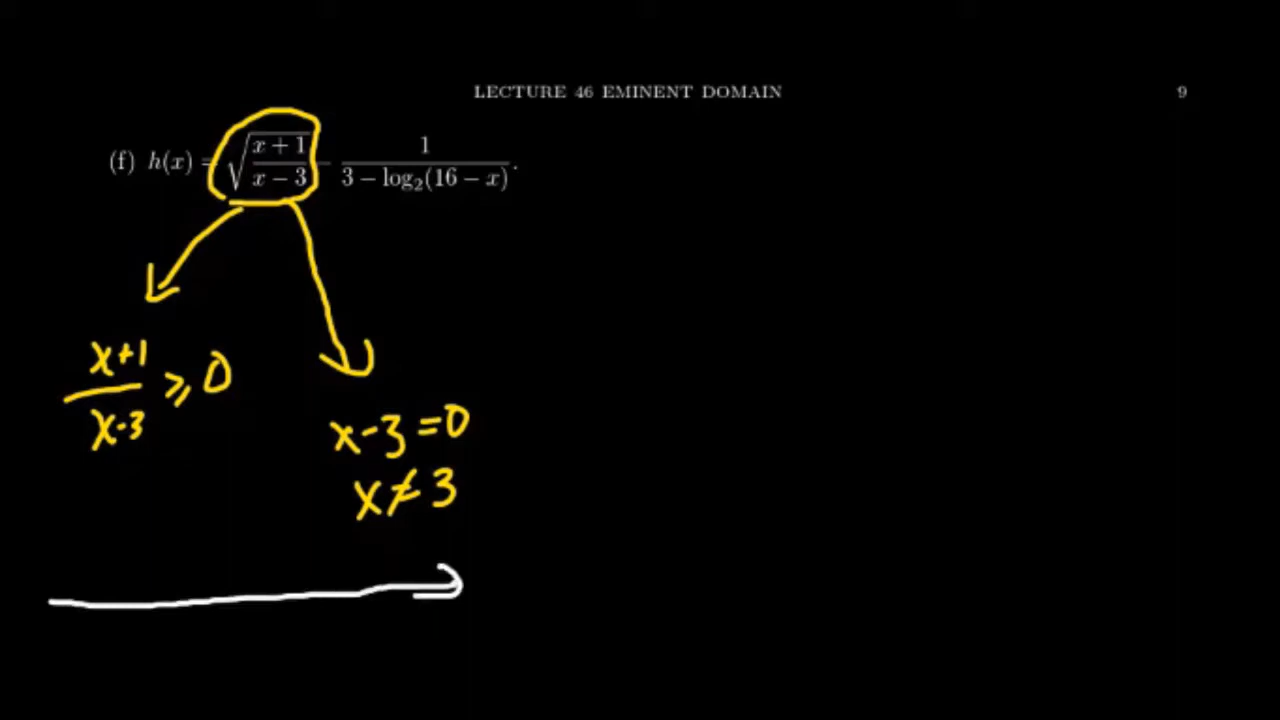 LECTURE 46 EMINENT DOMAIN 9
(f) h(x) = √((x + 1)/(x − 3)) − 1/(3 − log₂(16 − x)).
(x+1)/(x-3) ⩾ 0
x-3=0
x≠3